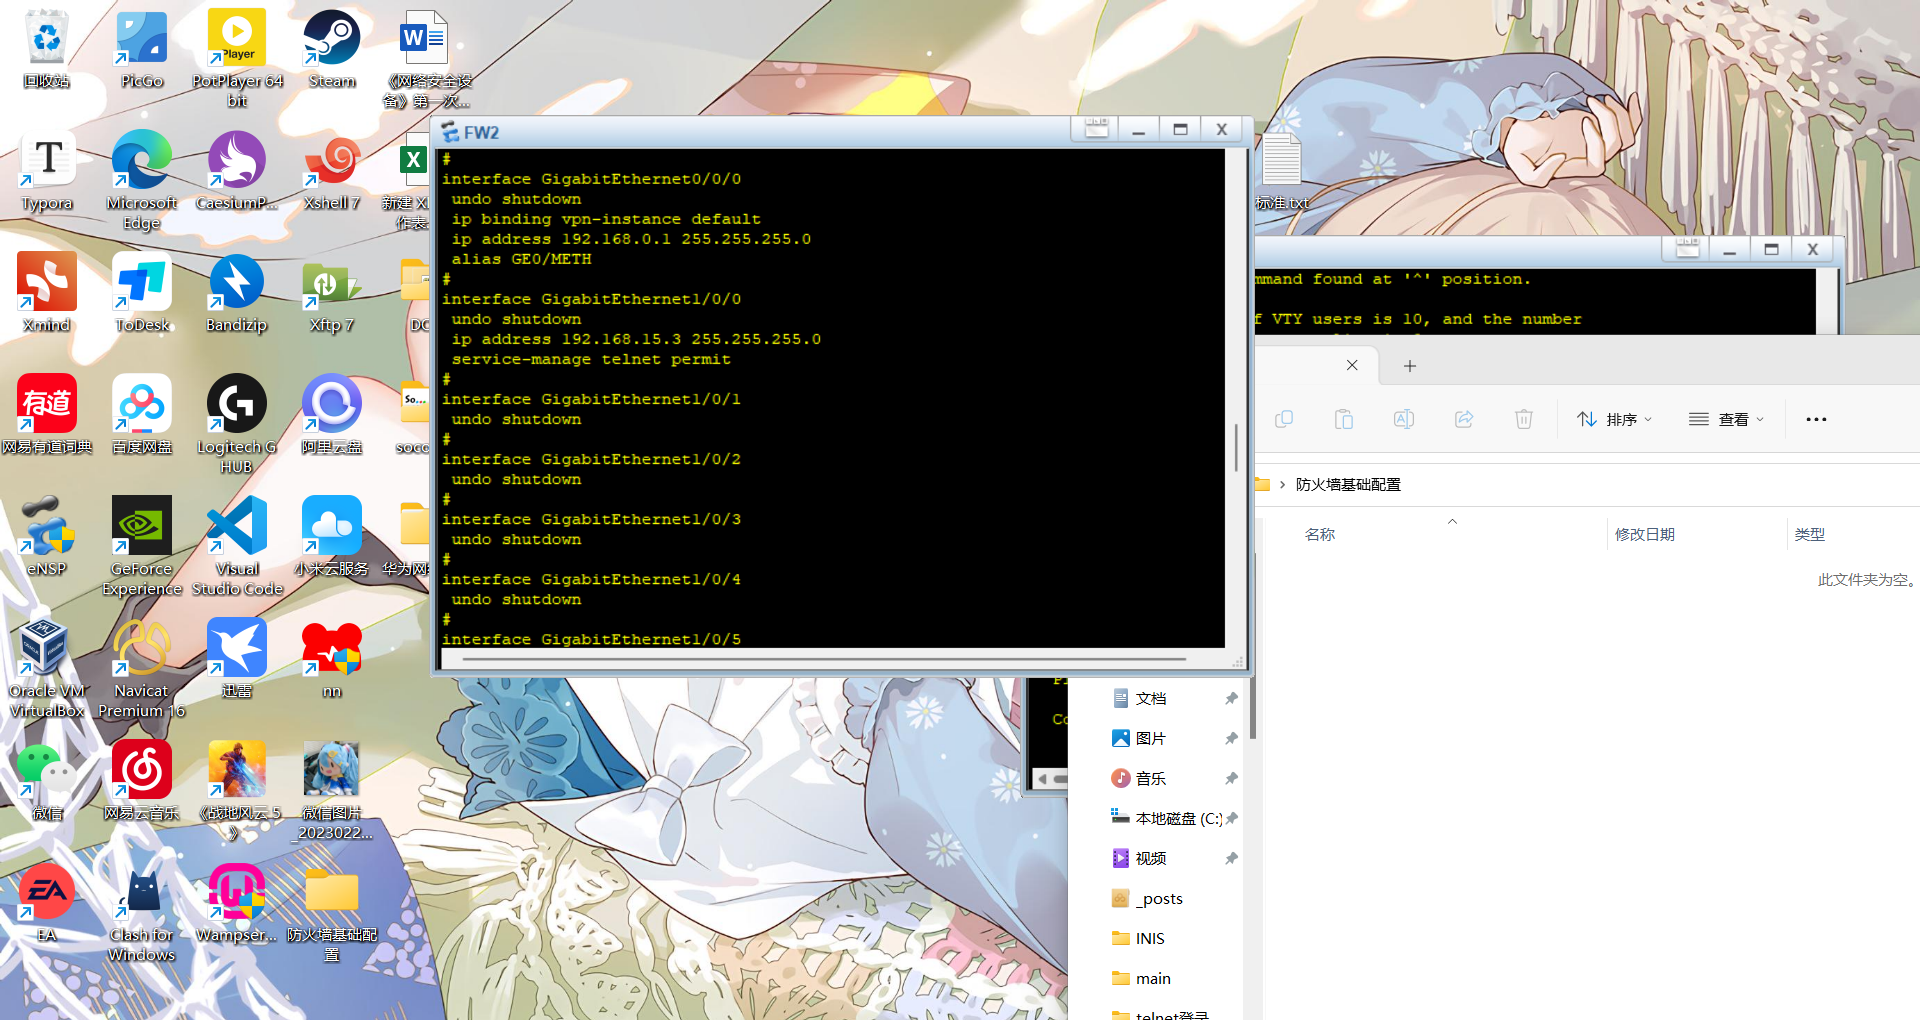 回收站
PicGo
PotPlayer 64
bit
Steam
《网络安全设
备》第一次...
Typora
Microsoft
Edge
CaesiumP...
Xshell 7
新建 X
作表
Xmind
ToDesk
Bandizip
Xftp 7
网易有道词典
百度网盘
Logitech G
HUB
阿里云盘
eNSP
GeForce
Experience
Visual
Studio Code
小米云服务
华为网
Oracle VM
VirtualBox
Navicat
Premium 16
迅雷
nn
微信
网易云音乐
《战地风云 5
》
微信图片
_2023022...
EA
Clash for
Windows
Wampser...
防火墙基础配
置
FW2
#
interface GigabitEthernet0/0/0
undo shutdown
ip binding vpn-instance default
ip address 192.168.0.1 255.255.255.0
alias GE0/METH
#
interface GigabitEthernet1/0/0
undo shutdown
ip address 192.168.15.3 255.255.255.0
service-manage telnet permit
#
interface GigabitEthernet1/0/1
undo shutdown
#
interface GigabitEthernet1/0/2
undo shutdown
#
interface GigabitEthernet1/0/3
undo shutdown
#
interface GigabitEthernet1/0/4
undo shutdown
#
interface GigabitEthernet1/0/5
标准.txt
mmand found at '^' position.
f VTY users is 10, and the number
排序
查看
防火墙基础配置
名称
修改日期
类型
此文件夹为空。
文档
图片
音乐
本地磁盘 (C:)
视频
_posts
INIS
main
telnet登录